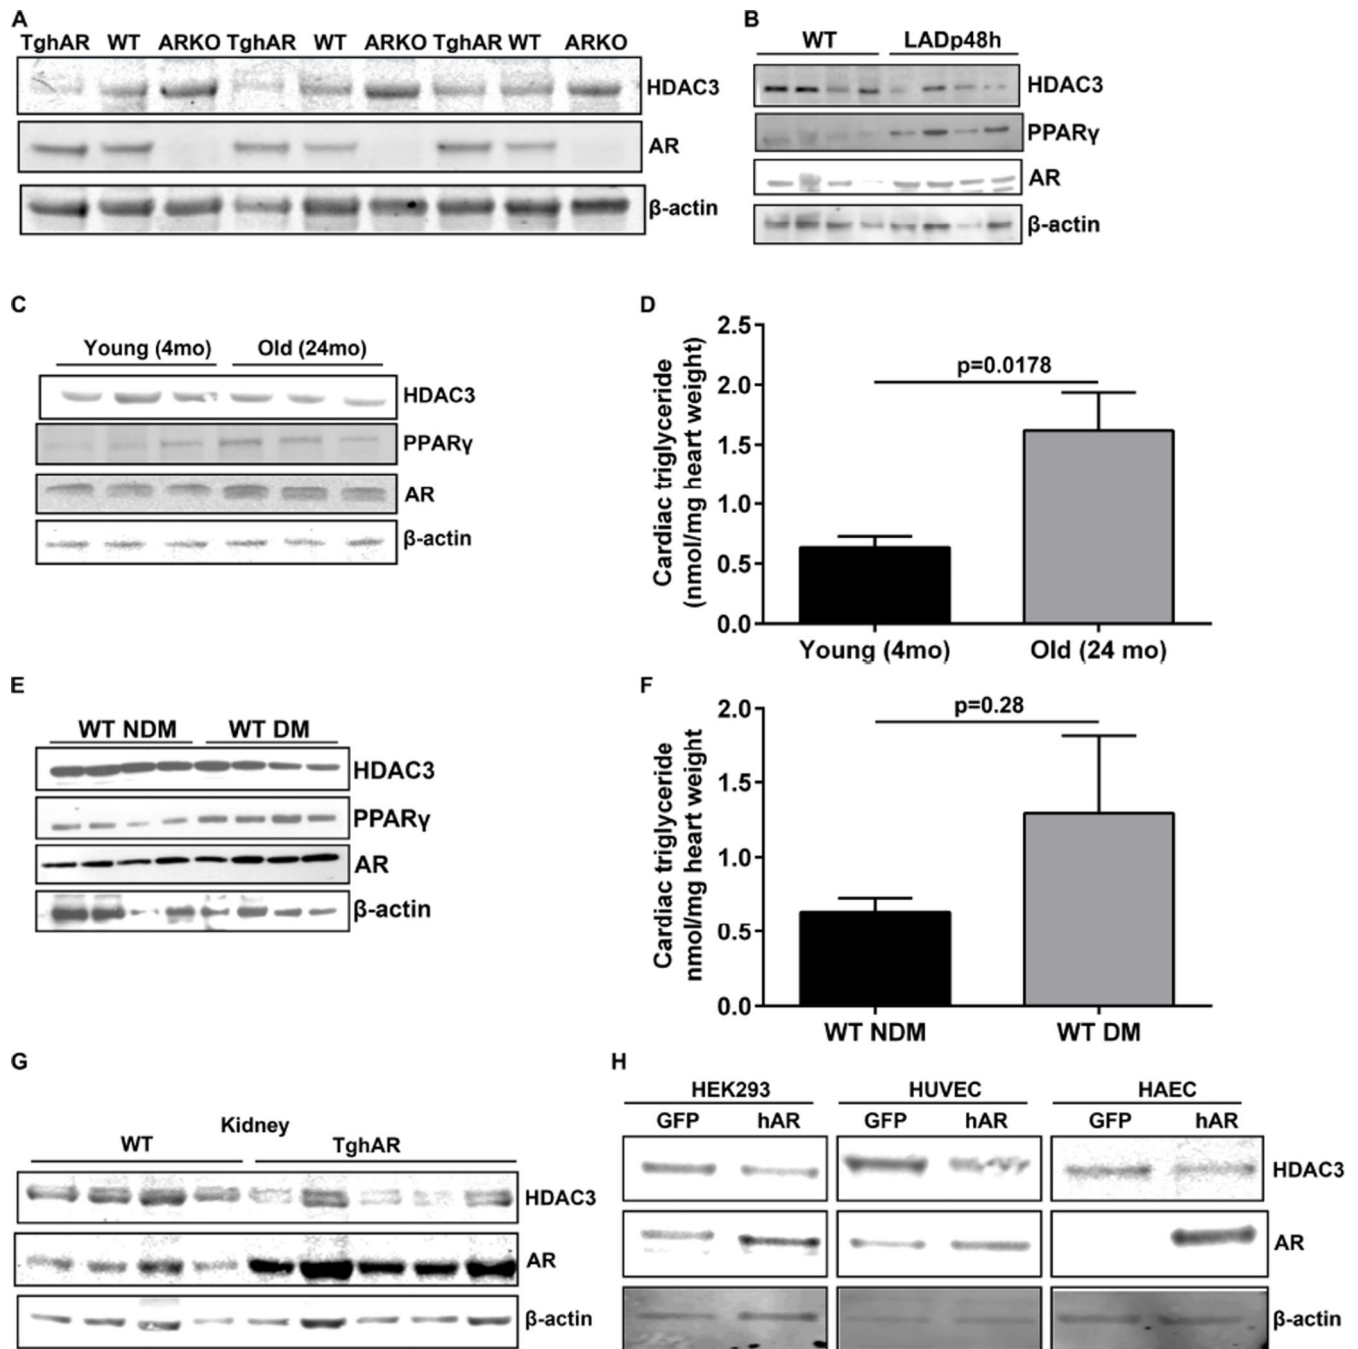 A
TghAR WT ARKO TghAR WT ARKO TghAR WT ARKO
HDAC3
AR
β-actin
B
WT LADp48h
HDAC3
PPARγ
AR
β-actin
C
Young (4mo) Old (24mo)
HDAC3
PPARγ
AR
β-actin
D
Cardiac triglyceride
(nmol/mg heart weight)
2.5
2.0
1.5
1.0
0.5
0.0
p=0.0178
Young (4mo) Old (24 mo)
E
WT NDM WT DM
HDAC3
PPARγ
AR
β-actin
F
Cardiac triglyceride
nmol/mg heart weight
2.0
1.5
1.0
0.5
0.0
p=0.28
WT NDM WT DM
G
Kidney
WT TghAR
HDAC3
AR
β-actin
H
HEK293 HUVEC HAEC
GFP hAR GFP hAR GFP hAR
HDAC3
AR
β-actin